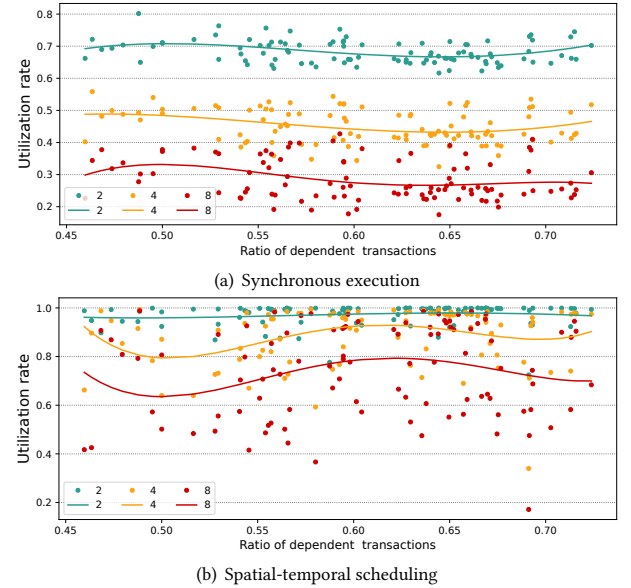 0.8
0.7
0.6
0.5
0.4
0.3
0.2
Utilization rate
2 4 8
2 4 8
0.45 0.50 0.55 0.60 0.65 0.70
Ratio of dependent transactions
(a) Synchronous execution
1.0
0.8
0.6
0.4
0.2
Utilization rate
2 4 8
2 4 8
0.45 0.50 0.55 0.60 0.65 0.70
Ratio of dependent transactions
(b) Spatial-temporal scheduling